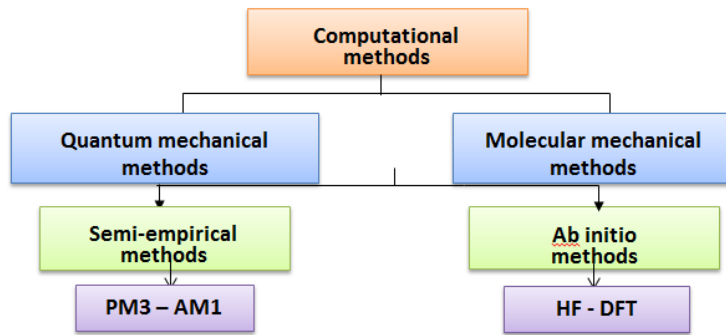 Computational
methods
Quantum mechanical
methods
Molecular mechanical
methods
Semi-empirical
methods
Ab initio
methods
PM3 – AM1
HF - DFT